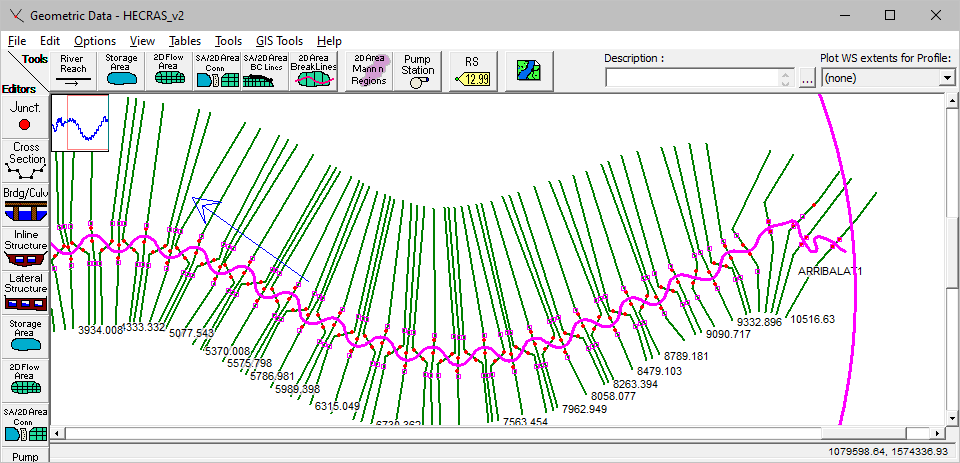 Geometric Data - HECRAS_v2
File Edit Options View Tables Tools GIS Tools Help
Tools
Editors
River
Reach
Storage
Area
2D Flow
Area
SA/2D Area
Conn
SA/2D Area
BC Lines
2D Area
BreakLines
2D Area
Mann n
Regions
Pump
Station
RS
12.99
Description :
...
Plot WS extents for Profile:
(none)
Junct.
Cross
Section
Brdg/Culv
Inline
Structure
Lateral
Structure
Storage
Area
2D Flow
Area
SA/2D Area
Conn
Pump
ARRIBALAT1
3934.008
4333.332
5077.543
5370.008
5575.798
5786.981
5989.398
6315.049
7563.454
7962.949
8058.077
8263.394
8479.103
8789.181
9090.717
9332.896
10516.63
1079598.64, 1574336.93